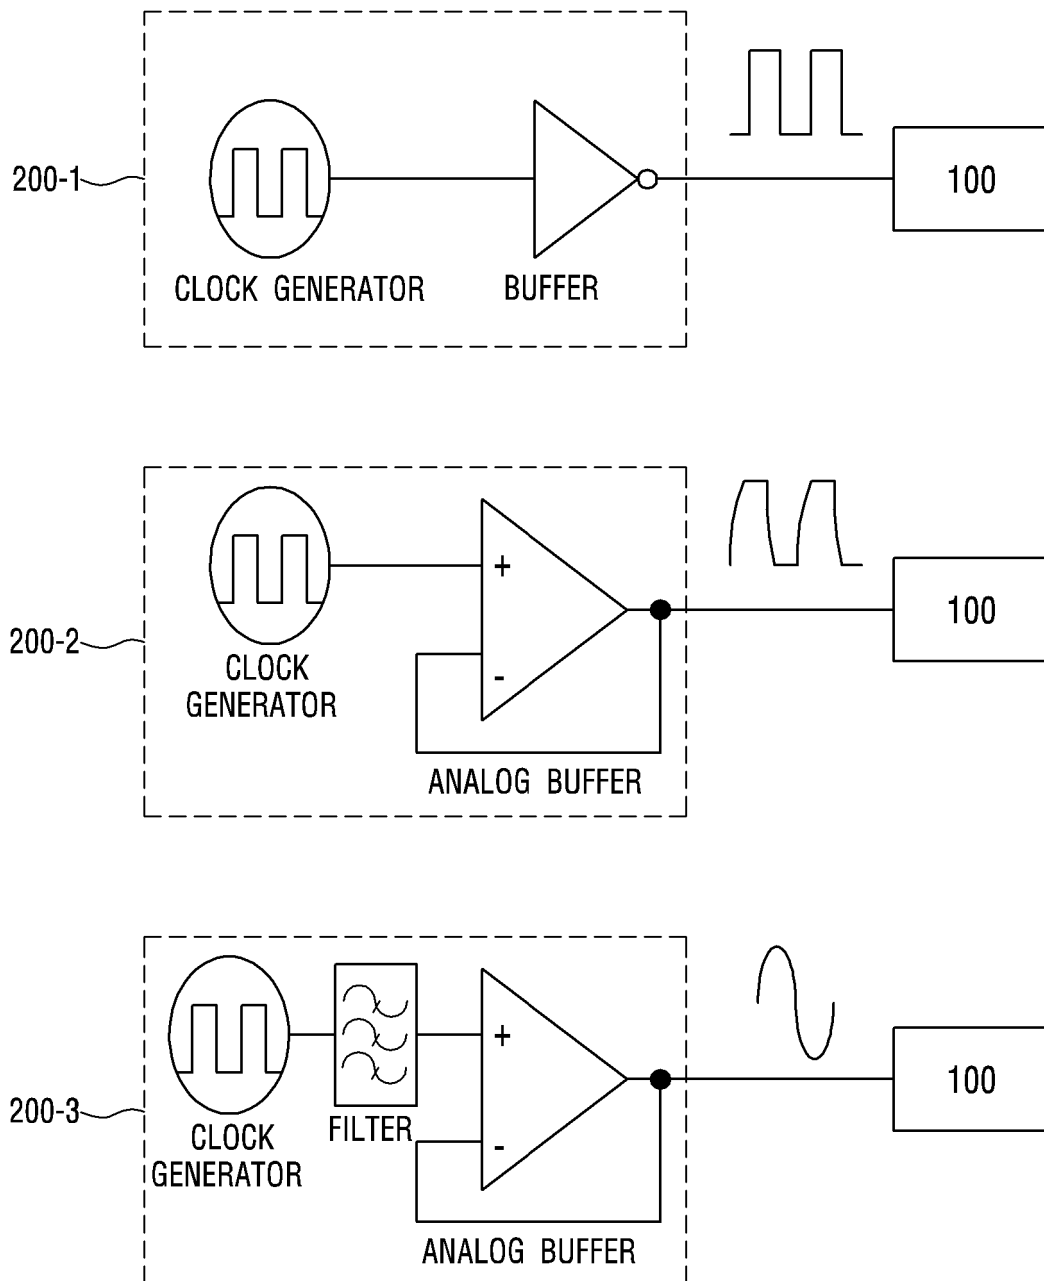 200-1
CLOCK GENERATOR
BUFFER
100
200-2
CLOCK
GENERATOR
+
-
ANALOG BUFFER
100
200-3
CLOCK
GENERATOR
FILTER
+
-
ANALOG BUFFER
100